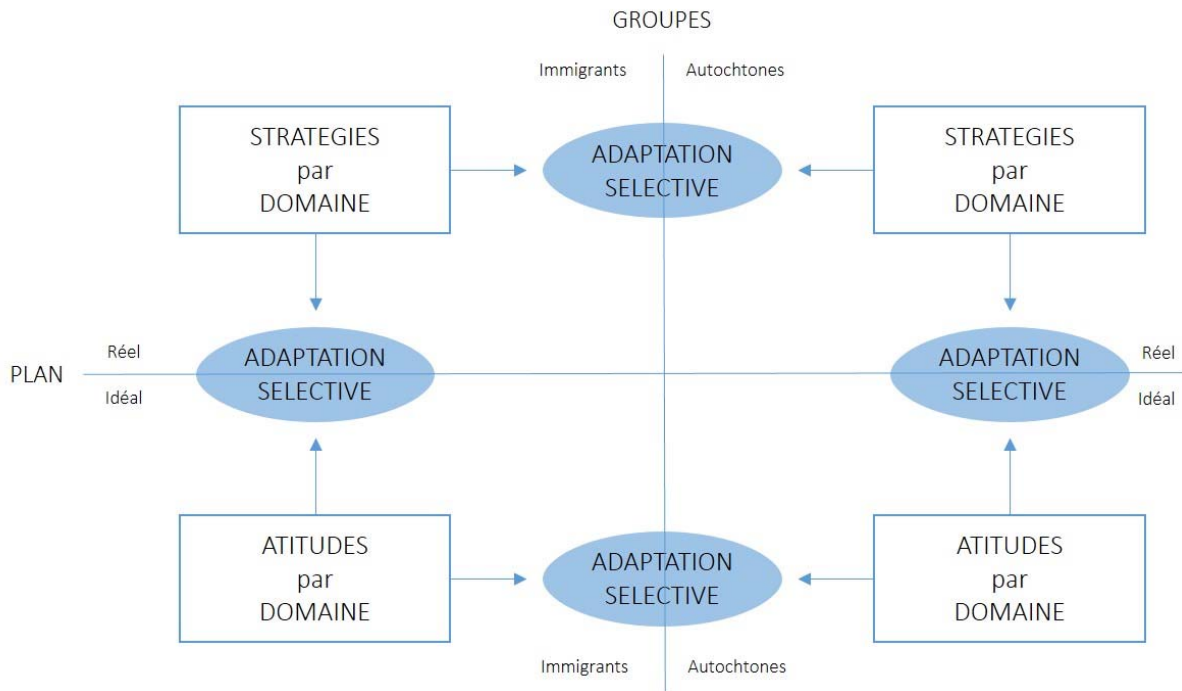 GROUPES
Immigrants
Autochtones
STRATEGIES
par
DOMAINE
ADAPTATION
SELECTIVE
STRATEGIES
par
DOMAINE
PLAN
Réel
Idéal
ADAPTATION
SELECTIVE
ADAPTATION
SELECTIVE
Réel
Idéal
ATITUDES
par
DOMAINE
ADAPTATION
SELECTIVE
ATITUDES
par
DOMAINE
Immigrants
Autochtones